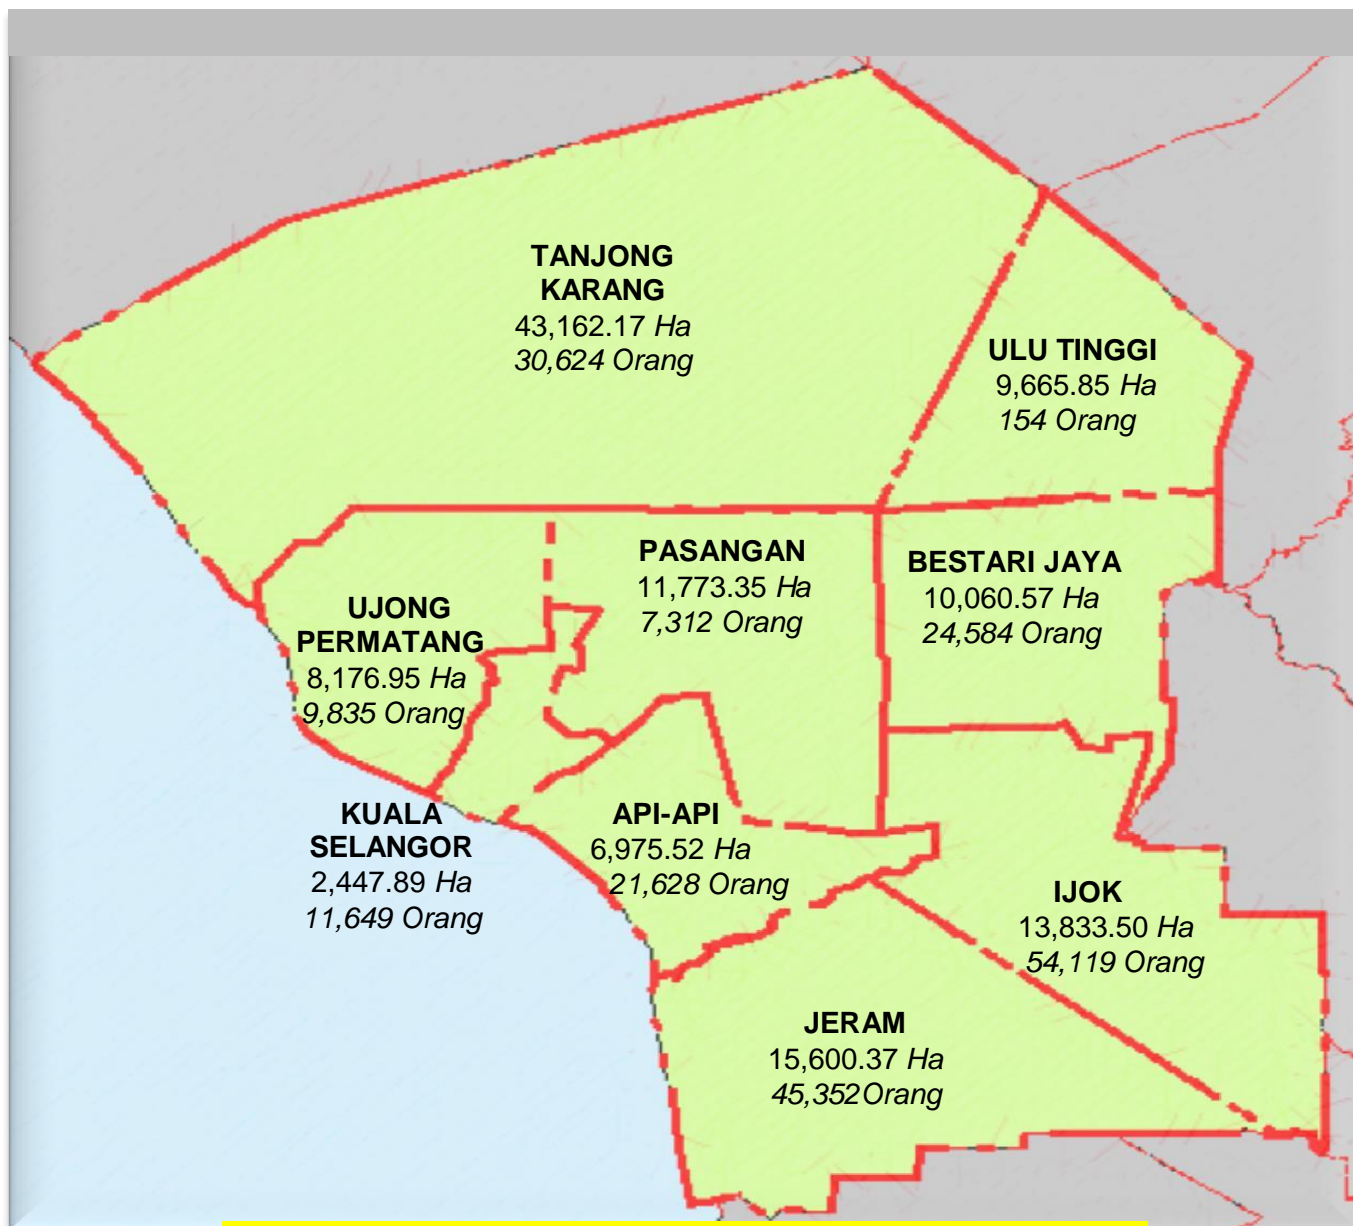 TANJONG
KARANG
43,162.17 Ha
30,624 Orang
ULU TINGGI
9,665.85 Ha
154 Orang
PASANGAN
11,773.35 Ha
7,312 Orang
BESTARI JAYA
10,060.57 Ha
24,584 Orang
UJONG
PERMATANG
8,176.95 Ha
9,835 Orang
KUALA
SELANGOR
2,447.89 Ha
11,649 Orang
API-API
6,975.52 Ha
21,628 Orang
IJOK
13,833.50 Ha
54,119 Orang
JERAM
15,600.37 Ha
45,352Orang